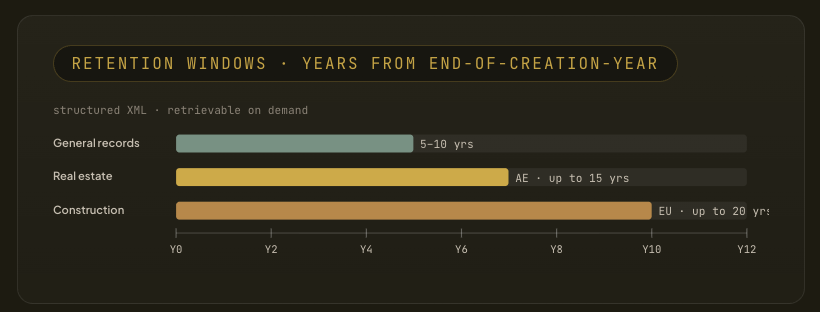 RETENTION WINDOWS · YEARS FROM END-OF-CREATION-YEAR
structured XML · retrievable on demand
General records 5–10 yrs
Real estate AE · up to 15 yrs
Construction EU · up to 20 yrs
Y0 Y2 Y4 Y6 Y8 Y10 Y12